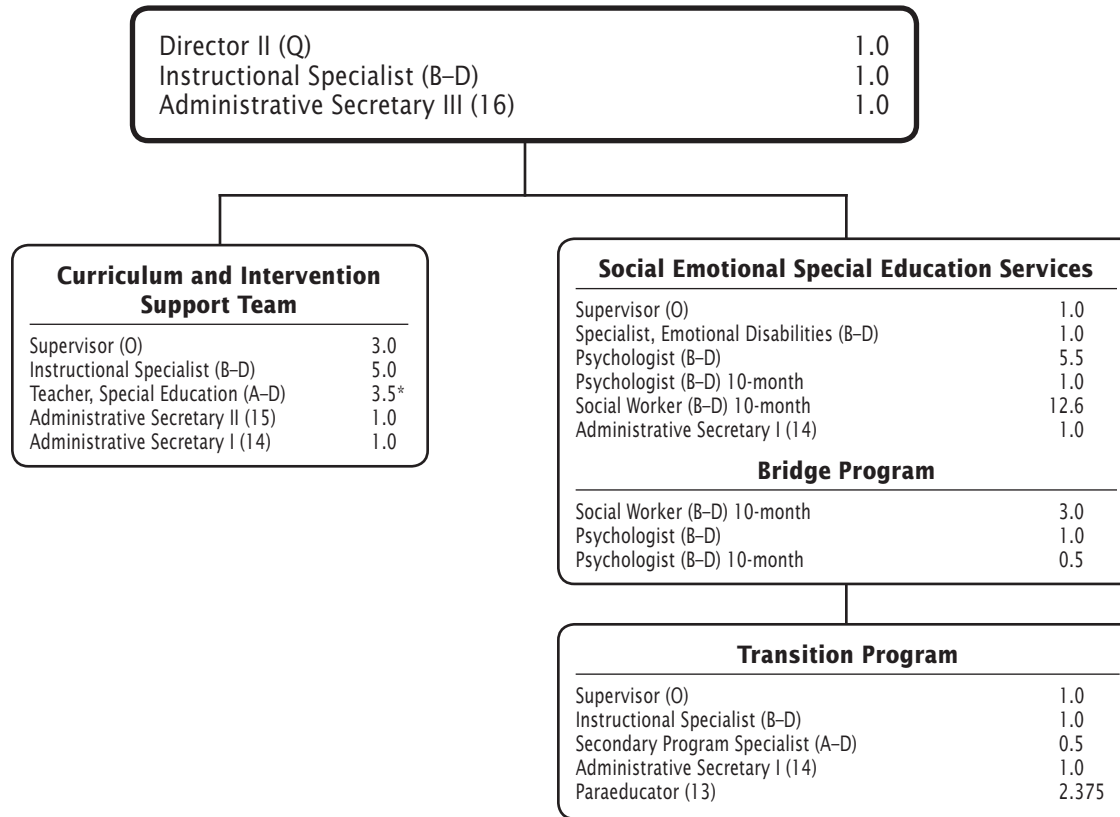 Director II (Q) 1.0
Instructional Specialist (B–D) 1.0
Administrative Secretary III (16) 1.0
Curriculum and Intervention
Support Team
Supervisor (O) 3.0
Instructional Specialist (B–D) 5.0
Teacher, Special Education (A–D) 3.5*
Administrative Secretary II (15) 1.0
Administrative Secretary I (14) 1.0
Social Emotional Special Education Services
Supervisor (O) 1.0
Specialist, Emotional Disabilities (B–D) 1.0
Psychologist (B–D) 5.5
Psychologist (B–D) 10-month 1.0
Social Worker (B–D) 10-month 12.6
Administrative Secretary I (14) 1.0
Bridge Program
Social Worker (B–D) 10-month 3.0
Psychologist (B–D) 1.0
Psychologist (B–D) 10-month 0.5
Transition Program
Supervisor (O) 1.0
Instructional Specialist (B–D) 1.0
Secondary Program Specialist (A–D) 0.5
Administrative Secretary I (14) 1.0
Paraeducator (13) 2.375